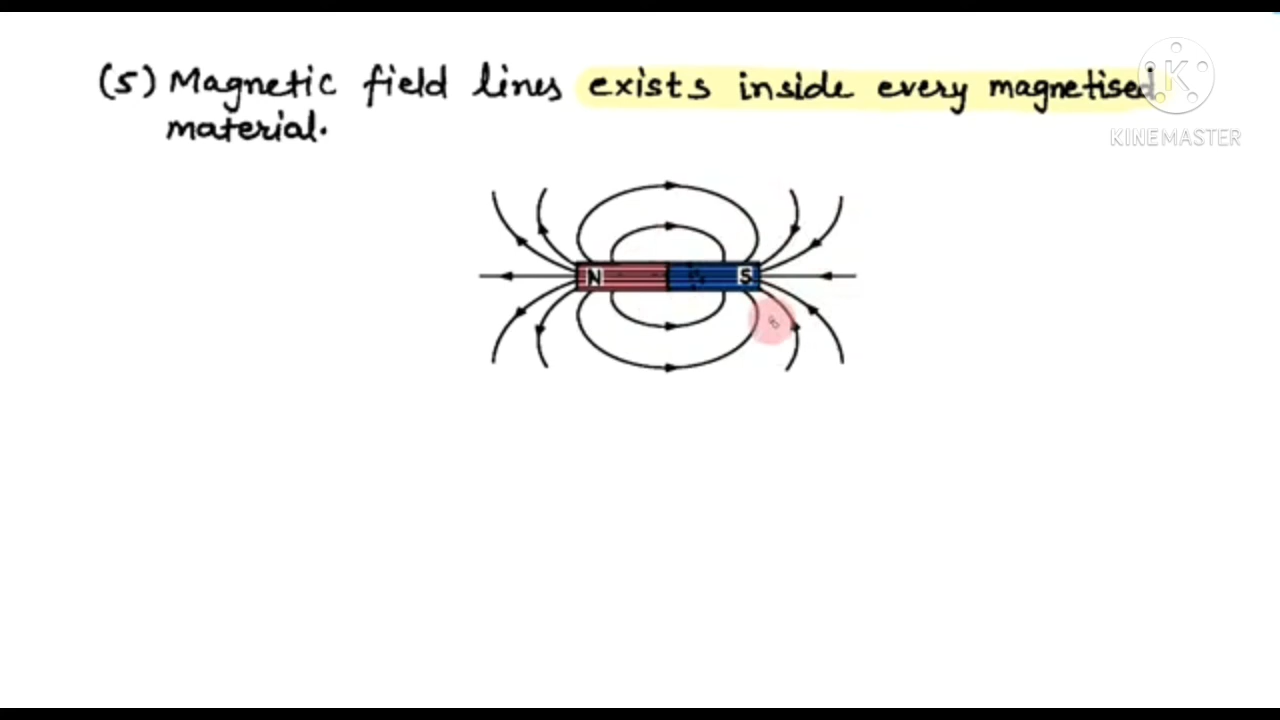 (5) Magnetic field lines exists inside every magnetised
material.
K
KINEMASTER
N
S